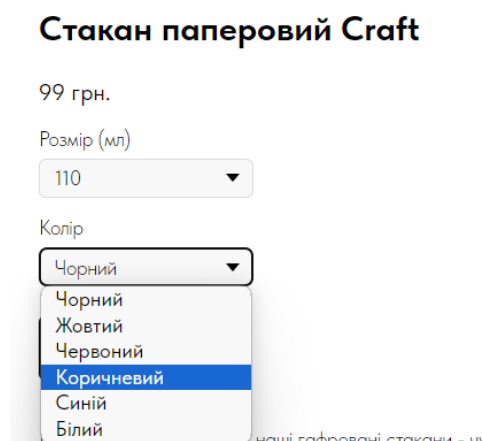 Стакан паперовий Craft
99 грн.
Розмір (мл)
110
Колір
Чорний
Чорний
Жовтий
Червоний
Коричневий
Синій
Білий
наші гофровані стакани -